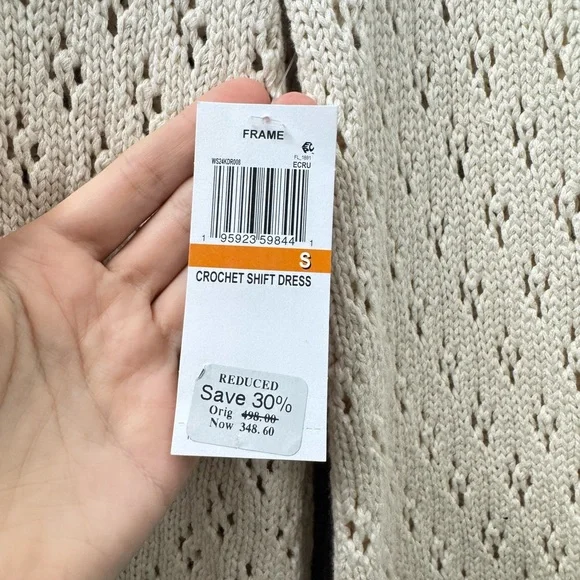 FRAME
WS24KDR008
FL_1891
ECRU
1 95923 59844 1
S
CROCHET SHIFT DRESS
REDUCED
Save 30%
Orig 498.00
Now 348.60